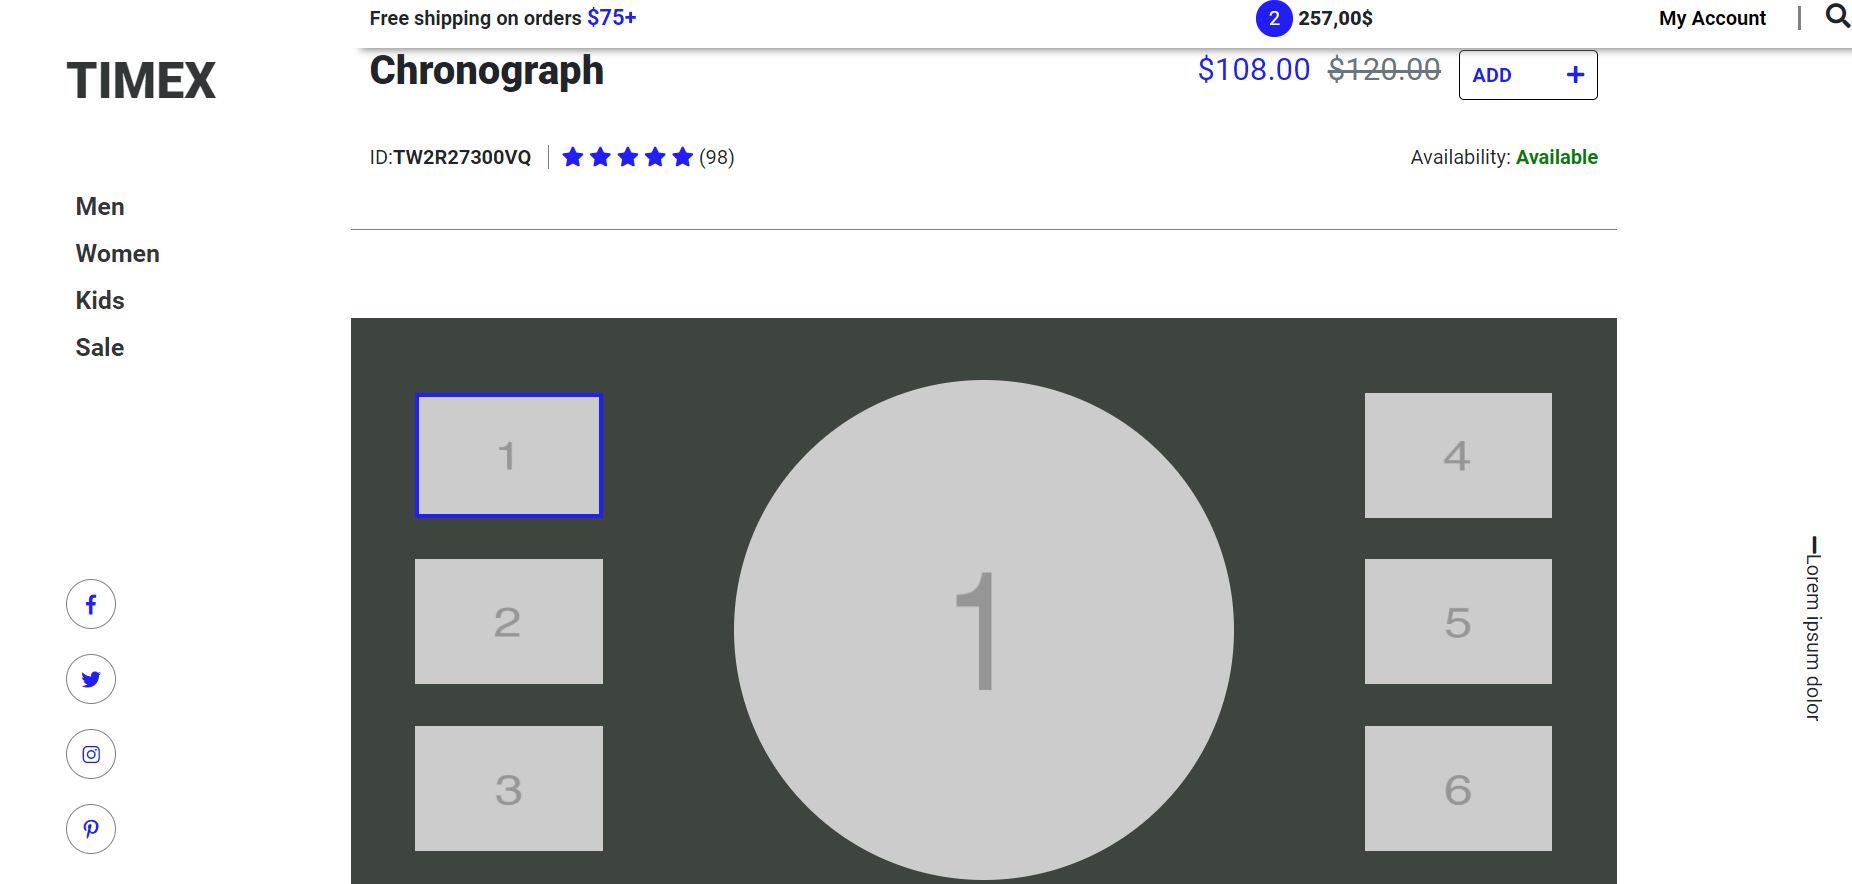 Free shipping on orders $75+
2 257,00$
My Account
TIMEX
Chronograph
$108.00 $120.00
ADD +
ID:TW2R27300VQ
(98)
Availability: Available
Men
Women
Kids
Sale
1
2
3
1
4
5
6
Lorem ipsum dolor